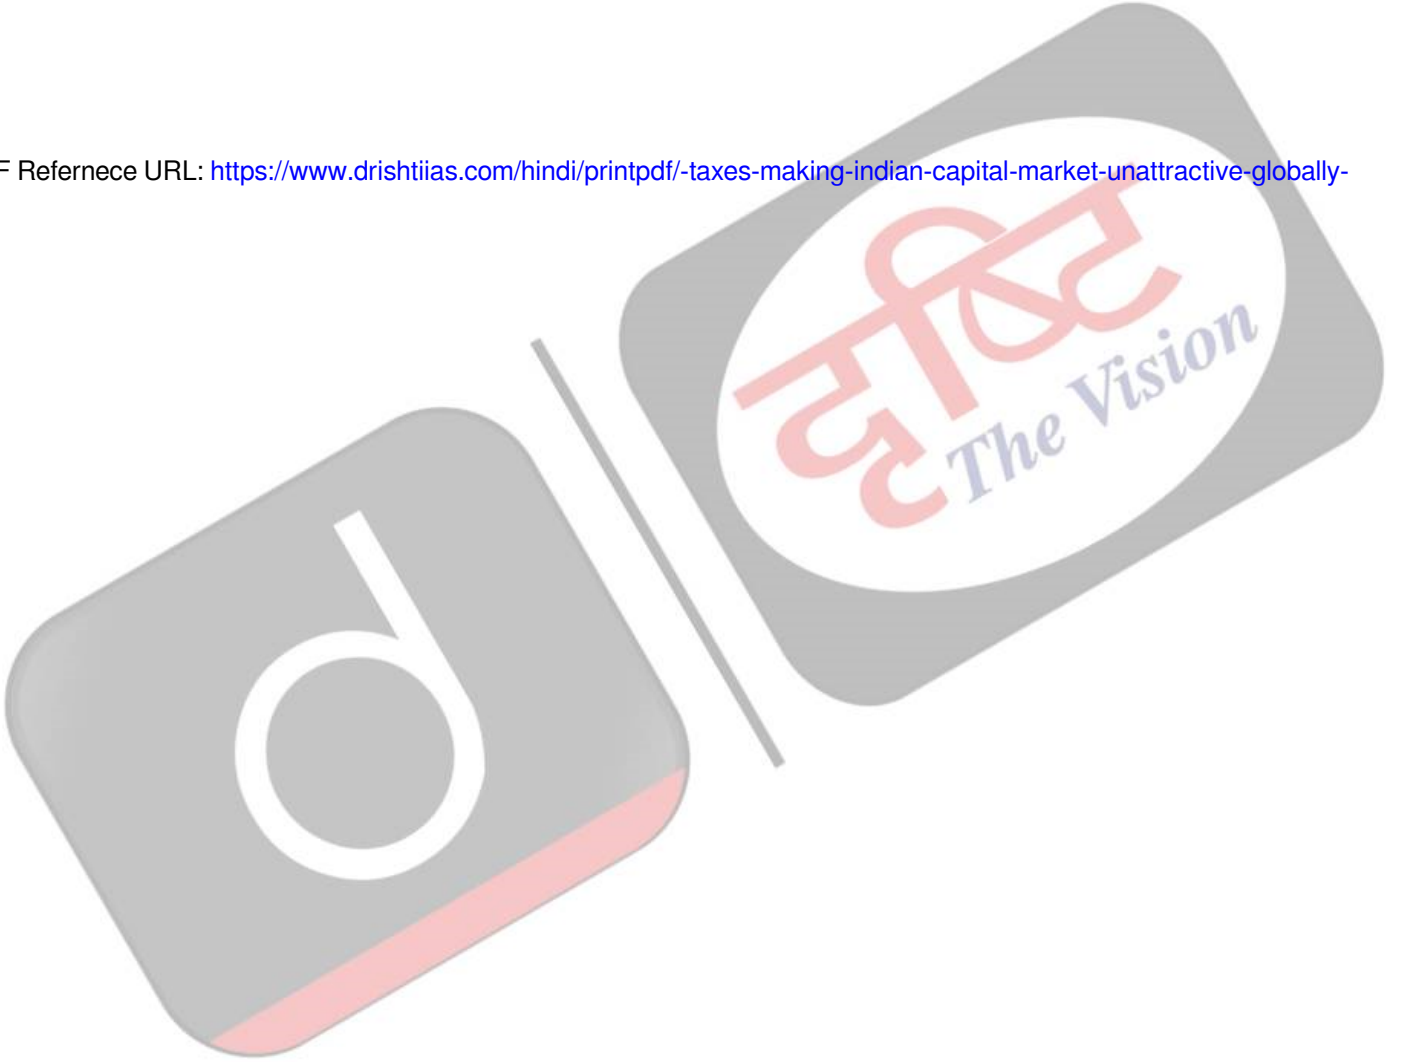 F Refernece URL: https://www.drishtiias.com/hindi/printpdf/-taxes-making-indian-capital-market-unattractive-globally-
दृष्टि
The Vision
d